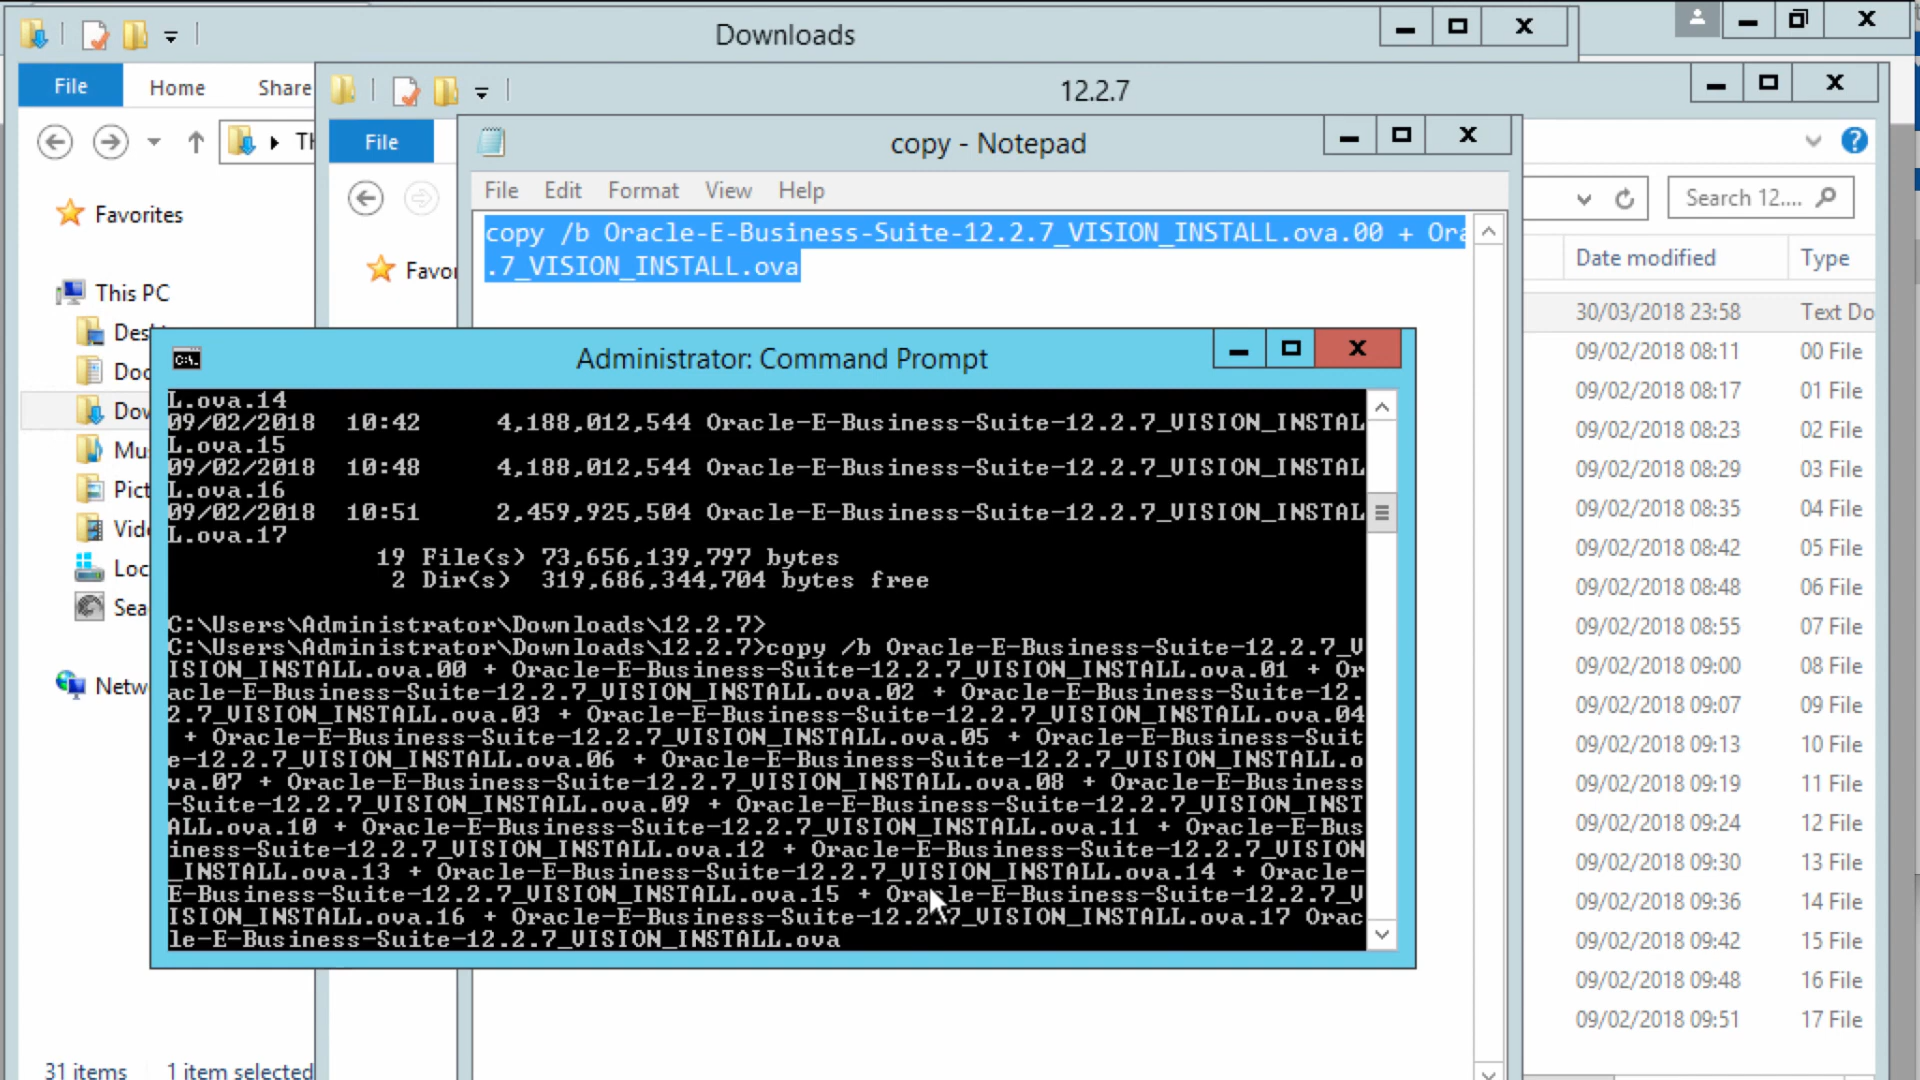 Downloads
File Home Share
12.2.7
File
copy - Notepad
File Edit Format View Help
copy /b Oracle-E-Business-Suite-12.2.7_VISION_INSTALL.ova.00 + Ora
.7_VISION_INSTALL.ova
Search 12....
Favorites
This PC
Date modified Type
30/03/2018 23:58 Text Do
09/02/2018 08:11 00 File
09/02/2018 08:17 01 File
09/02/2018 08:23 02 File
09/02/2018 08:29 03 File
09/02/2018 08:35 04 File
09/02/2018 08:42 05 File
09/02/2018 08:48 06 File
09/02/2018 08:55 07 File
09/02/2018 09:00 08 File
09/02/2018 09:07 09 File
09/02/2018 09:13 10 File
09/02/2018 09:19 11 File
09/02/2018 09:24 12 File
09/02/2018 09:30 13 File
09/02/2018 09:36 14 File
09/02/2018 09:42 15 File
09/02/2018 09:48 16 File
09/02/2018 09:51 17 File
Administrator: Command Prompt
L.ova.14
09/02/2018 10:42 4,188,012,544 Oracle-E-Business-Suite-12.2.7_VISION_INSTAL
L.ova.15
09/02/2018 10:48 4,188,012,544 Oracle-E-Business-Suite-12.2.7_VISION_INSTAL
L.ova.16
09/02/2018 10:51 2,459,925,504 Oracle-E-Business-Suite-12.2.7_VISION_INSTAL
L.ova.17
19 File(s) 73,656,139,797 bytes
2 Dir(s) 319,686,344,704 bytes free
C:\Users\Administrator\Downloads\12.2.7>
C:\Users\Administrator\Downloads\12.2.7>copy /b Oracle-E-Business-Suite-12.2.7_V
ISION_INSTALL.ova.00 + Oracle-E-Business-Suite-12.2.7_VISION_INSTALL.ova.01 + Or
acle-E-Business-Suite-12.2.7_VISION_INSTALL.ova.02 + Oracle-E-Business-Suite-12.
2.7_VISION_INSTALL.ova.03 + Oracle-E-Business-Suite-12.2.7_VISION_INSTALL.ova.04
+ Oracle-E-Business-Suite-12.2.7_VISION_INSTALL.ova.05 + Oracle-E-Business-Suit
e-12.2.7_VISION_INSTALL.ova.06 + Oracle-E-Business-Suite-12.2.7_VISION_INSTALL.o
va.07 + Oracle-E-Business-Suite-12.2.7_VISION_INSTALL.ova.08 + Oracle-E-Business
-Suite-12.2.7_VISION_INSTALL.ova.09 + Oracle-E-Business-Suite-12.2.7_VISION_INST
ALL.ova.10 + Oracle-E-Business-Suite-12.2.7_VISION_INSTALL.ova.11 + Oracle-E-Bus
iness-Suite-12.2.7_VISION_INSTALL.ova.12 + Oracle-E-Business-Suite-12.2.7_VISION
_INSTALL.ova.13 + Oracle-E-Business-Suite-12.2.7_VISION_INSTALL.ova.14 + Oracle-
E-Business-Suite-12.2.7_VISION_INSTALL.ova.15 + Oracle-E-Business-Suite-12.2.7_V
ISION_INSTALL.ova.16 + Oracle-E-Business-Suite-12.2.7_VISION_INSTALL.ova.17 Orac
le-E-Business-Suite-12.2.7_VISION_INSTALL.ova
31 items 1 item selected